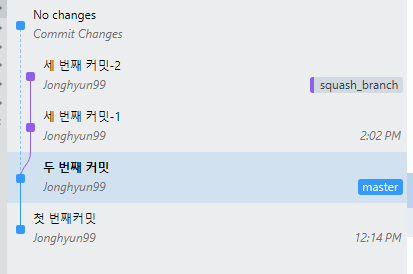 No changes
Commit Changes
세 번째 커밋-2
Jonghyun99
squash_branch
세 번째 커밋-1
Jonghyun99
2:02 PM
두 번째 커밋
Jonghyun99
master
첫 번째커밋
Jonghyun99
12:14 PM